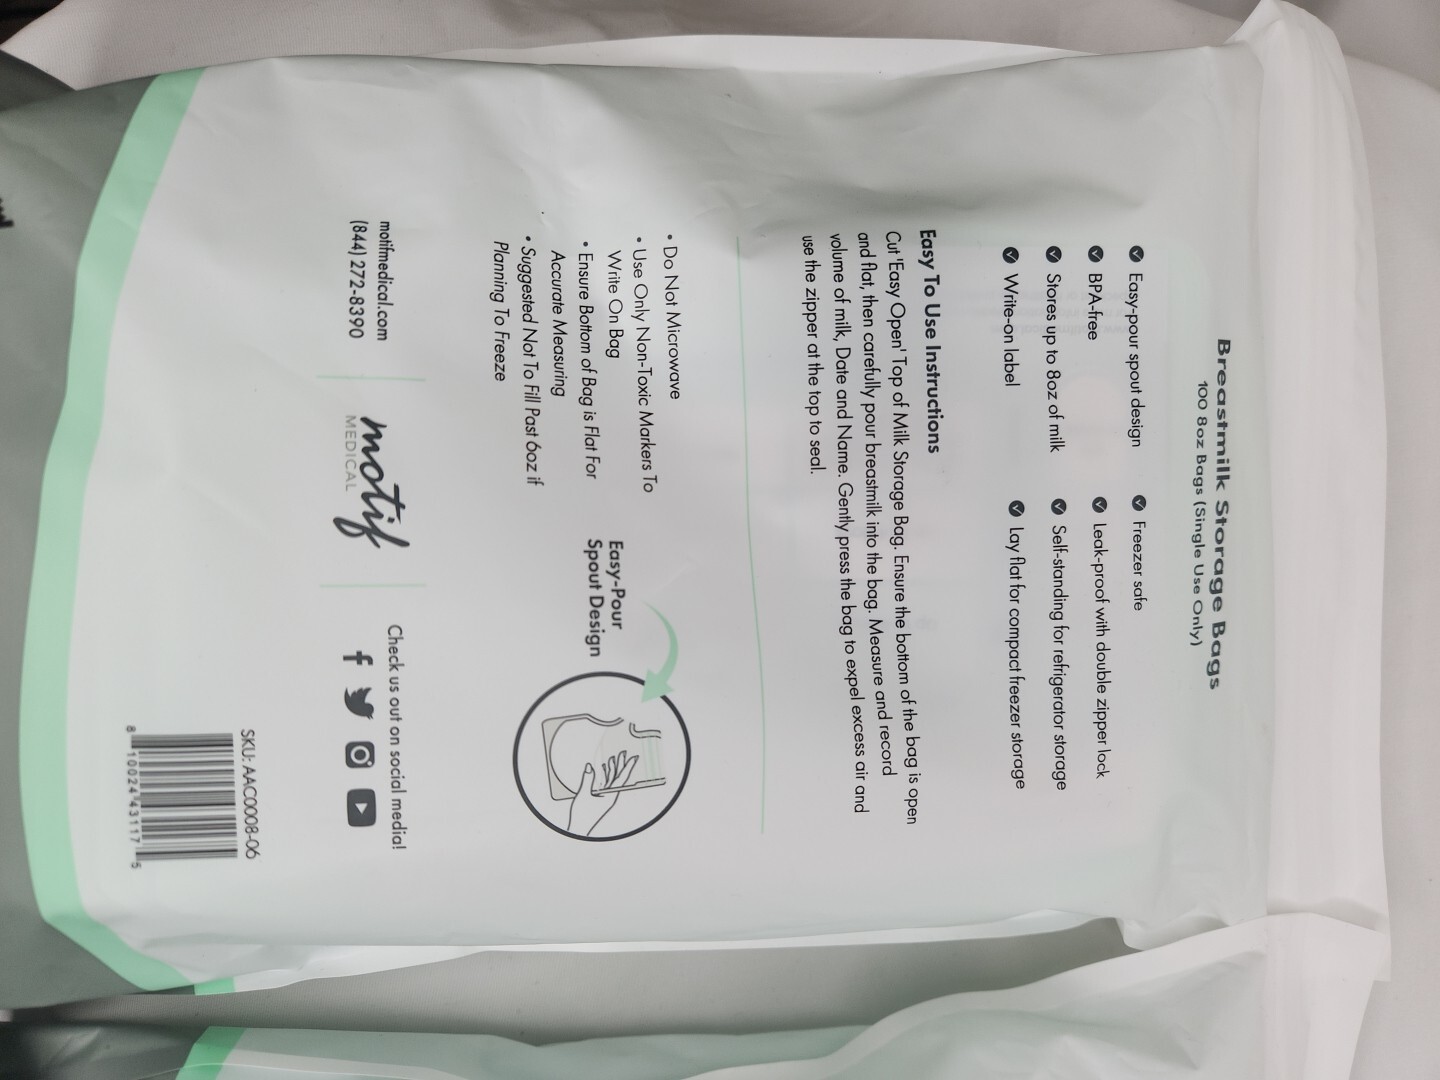 Breastmilk Storage Bags
100 8oz Bags (Single Use Only)
Easy-pour spout design
BPA-free
Stores up to 8oz of milk
Write-on label
Freezer safe
Leak-proof with double zipper lock
Self-standing for refrigerator storage
Lay flat for compact freezer storage
Easy To Use Instructions
Cut 'Easy Open' Top of Milk Storage Bag. Ensure the bottom of the bag is open
and flat, then carefully pour breastmilk into the bag. Measure and record
volume of milk, Date and Name. Gently press the bag to expel excess air and
use the zipper at the top to seal.
• Do Not Microwave
• Use Only Non-Toxic Markers To
Write On Bag
• Ensure Bottom of Bag is Flat For
Accurate Measuring
• Suggested Not To Fill Past 6oz if
Planning To Freeze
Easy-Pour
Spout Design
motifmedical.com
(844) 272-8390
motif
MEDICAL
Check us out on social media!
SKU: AAC0008-06
8 10024 43117 5